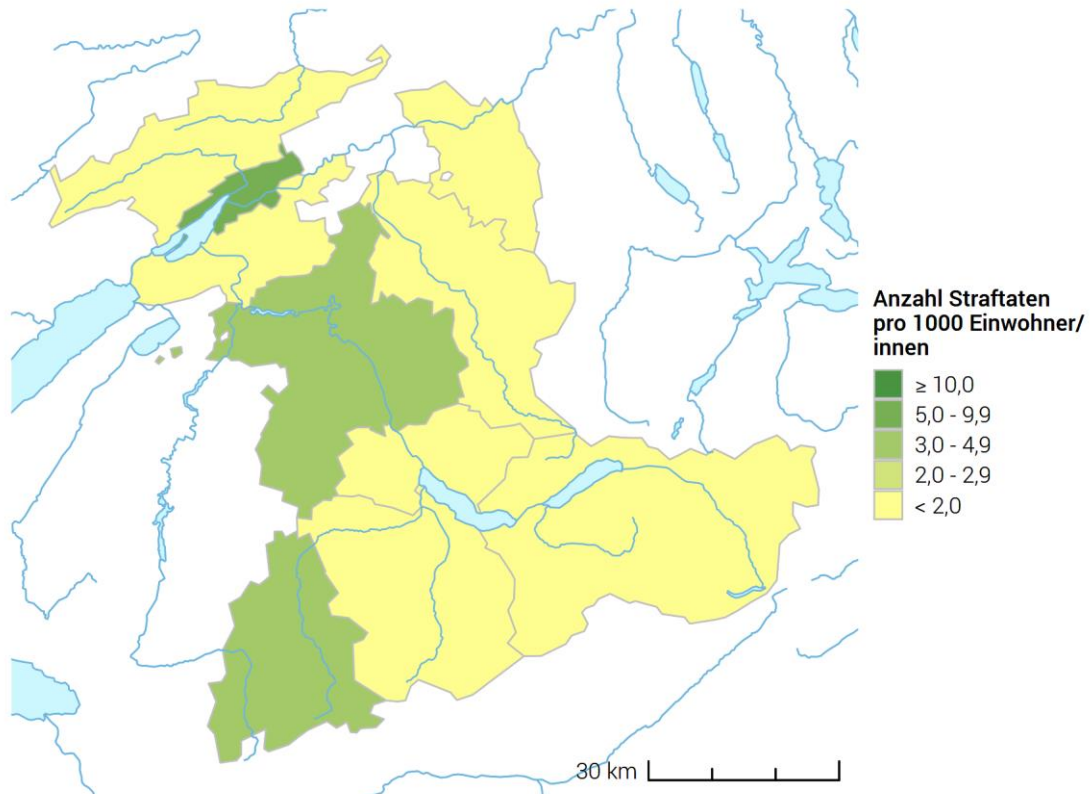 Anzahl Straftaten
pro 1000 Einwohner/
innen
≥ 10,0
5,0 - 9,9
3,0 - 4,9
2,0 - 2,9
< 2,0
30 km